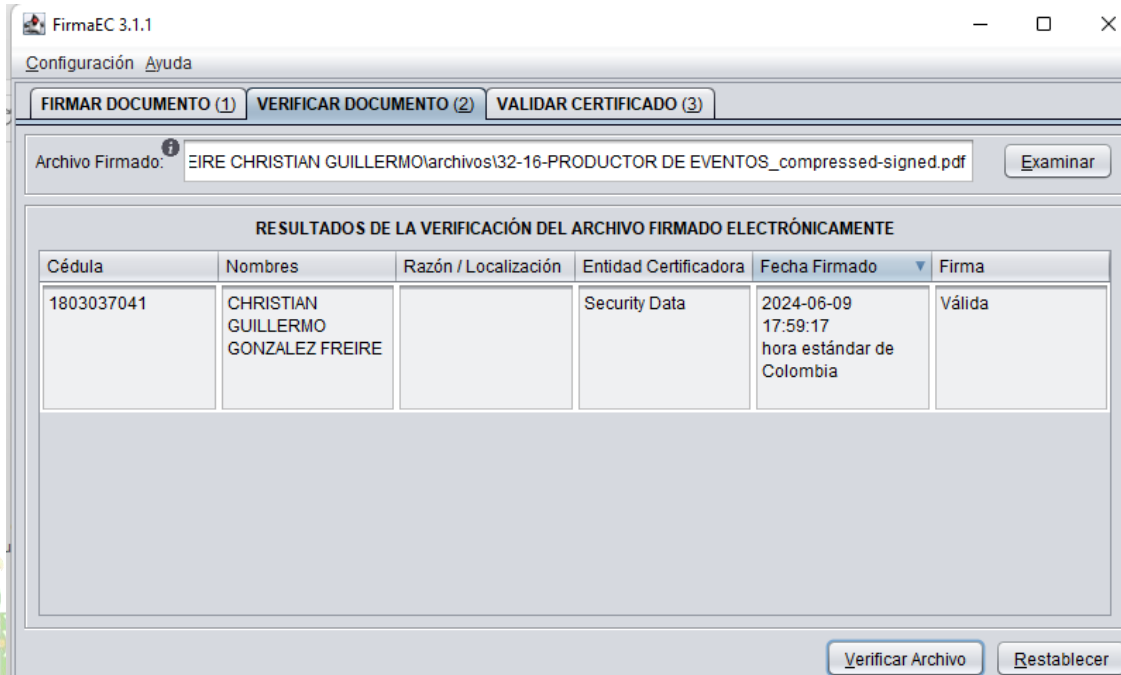 FirmaEC 3.1.1
Configuración Ayuda
FIRMAR DOCUMENTO (1) VERIFICAR DOCUMENTO (2) VALIDAR CERTIFICADO (3)
Archivo Firmado: EIRE CHRISTIAN GUILLERMO\archivos\32-16-PRODUCTOR DE EVENTOS_compressed-signed.pdf Examinar
RESULTADOS DE LA VERIFICACIÓN DEL ARCHIVO FIRMADO ELECTRÓNICAMENTE
Cédula Nombres Razón / Localización Entidad Certificadora Fecha Firmado Firma
1803037041 CHRISTIAN Security Data 2024-06-09 Válida
GUILLERMO 17:59:17
GONZALEZ FREIRE hora estándar de
Colombia
Verificar Archivo Restablecer